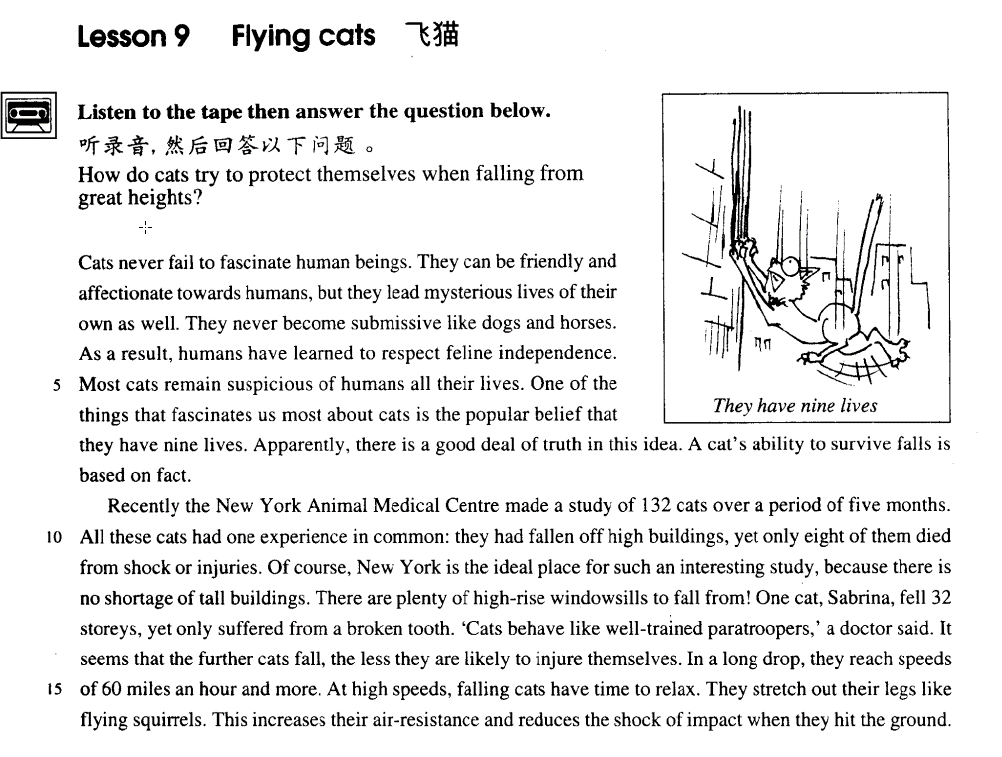 Lesson 9 Flying cats 飞猫
Listen to the tape then answer the question below.
听录音，然后回答以下问题。
How do cats try to protect themselves when falling from
great heights?
Cats never fail to fascinate human beings. They can be friendly and
affectionate towards humans, but they lead mysterious lives of their
own as well. They never become submissive like dogs and horses.
As a result, humans have learned to respect feline independence.
5 Most cats remain suspicious of humans all their lives. One of the
things that fascinates us most about cats is the popular belief that
they have nine lives. Apparently, there is a good deal of truth in this idea. A cat's ability to survive falls is
based on fact.
Recently the New York Animal Medical Centre made a study of 132 cats over a period of five months.
10 All these cats had one experience in common: they had fallen off high buildings, yet only eight of them died
from shock or injuries. Of course, New York is the ideal place for such an interesting study, because there is
no shortage of tall buildings. There are plenty of high-rise windowsills to fall from! One cat, Sabrina, fell 32
storeys, yet only suffered from a broken tooth. ‘Cats behave like well-trained paratroopers,’ a doctor said. It
seems that the further cats fall, the less they are likely to injure themselves. In a long drop, they reach speeds
15 of 60 miles an hour and more. At high speeds, falling cats have time to relax. They stretch out their legs like
flying squirrels. This increases their air-resistance and reduces the shock of impact when they hit the ground.
They have nine lives